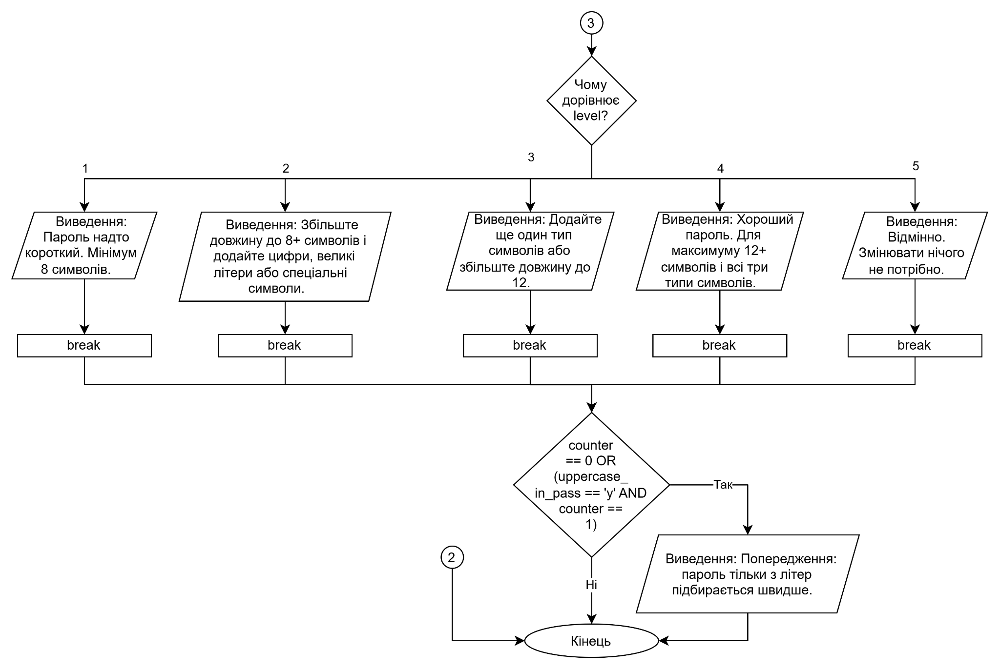 3
Чому
дорівнює
level?
1
2
3
4
5
Виведення:
Пароль надто
короткий. Мінімум
8 символів.
Виведення: Збільште
довжину до 8+ символів і
додайте цифри, великі
літери або спеціальні
символи.
Виведення: Додайте
ще один тип
символів або
збільште довжину до
12.
Виведення: Хороший
пароль. Для
максимуму 12+
символів і всі три
типи символів.
Виведення:
Відмінно.
Змінювати нічого
не потрібно.
break
break
break
break
break
counter
== 0 OR
(uppercase_
in_pass == 'y' AND
counter ==
1)
Так
Виведення: Попередження:
пароль тільки з літер
підбирається швидше.
2
Ні
Кінець